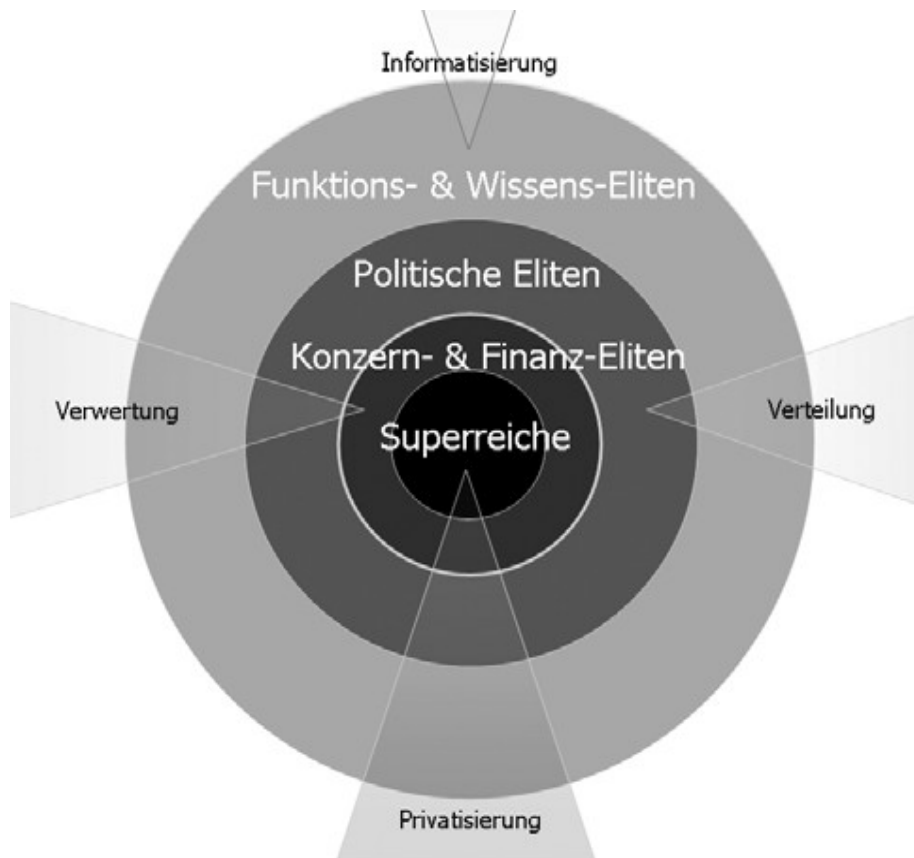 Informatisierung
Funktions- & Wissens-Eliten
Politische Eliten
Konzern- & Finanz-Eliten
Verwertung
Verteilung
Superreiche
Privatisierung